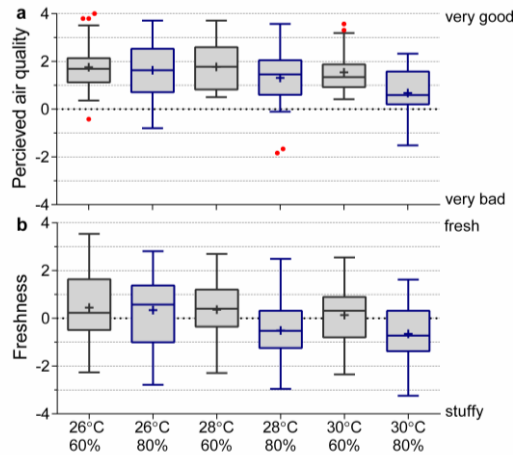 a
very good
Percieved air quality
4
2
0
-2
-4
very bad
b
fresh
Freshness
4
2
0
-2
-4
stuffy
26°C 26°C 28°C 28°C 30°C 30°C
60% 80% 60% 80% 60% 80%